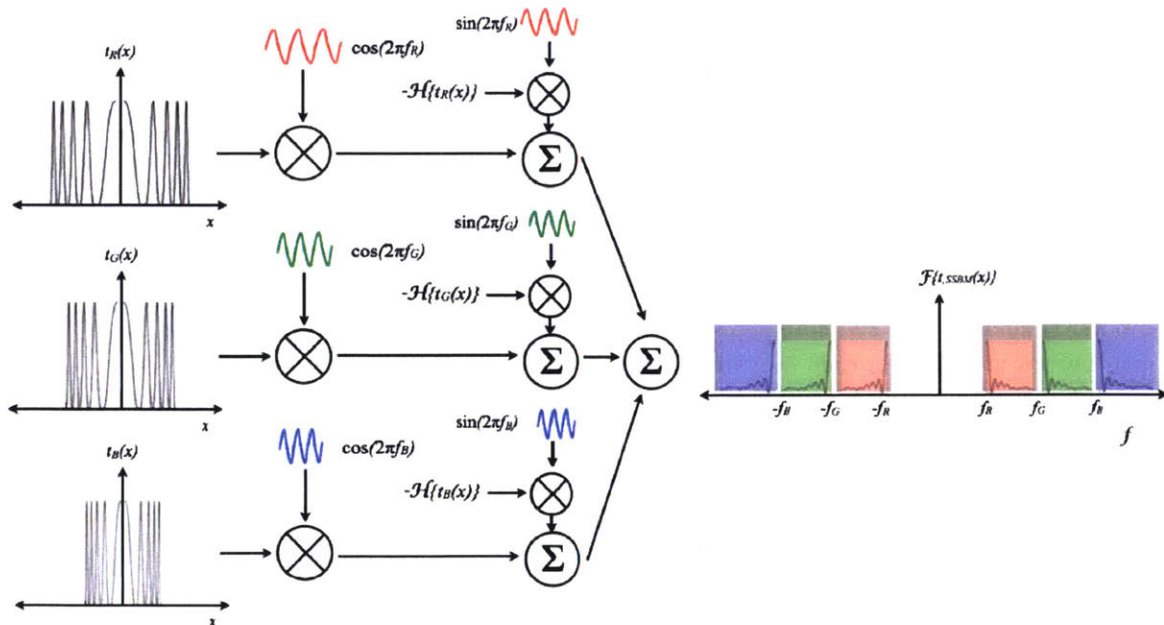 t_R(x)
cos(2πf_R)
sin(2πf_R)
-ℋ{t_R(x)}
Σ
x
t_G(x)
cos(2πf_G)
sin(2πf_G)
-ℋ{t_G(x)}
Σ
Σ
x
t_B(x)
cos(2πf_B)
sin(2πf_B)
-ℋ{t_B(x)}
Σ
x
ℱ{t,SSBM(x)}
-f_B -f_G -f_R f_R f_G f_B
f